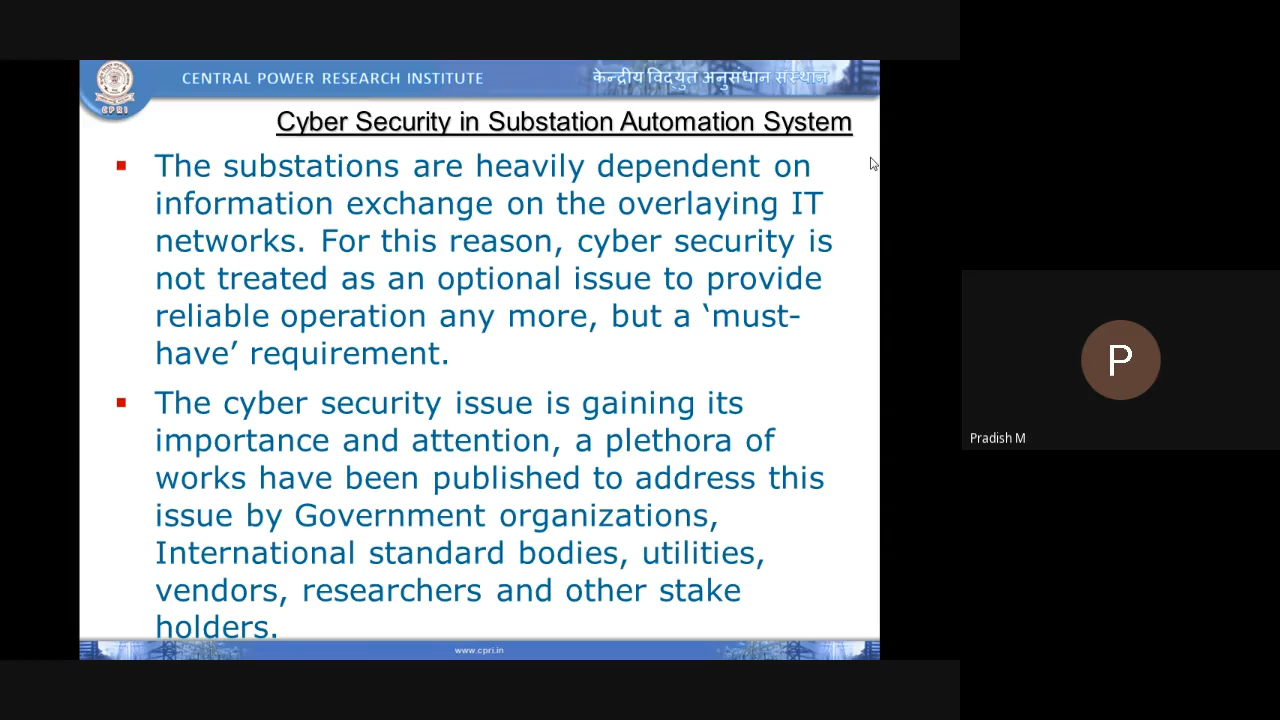 CENTRAL POWER RESEARCH INSTITUTE
केन्द्रीय विद्युत अनुसंधान संस्थान
CPRI
Cyber Security in Substation Automation System
The substations are heavily dependent on
information exchange on the overlaying IT
networks. For this reason, cyber security is
not treated as an optional issue to provide
reliable operation any more, but a ‘must-
have’ requirement.
The cyber security issue is gaining its
importance and attention, a plethora of
works have been published to address this
issue by Government organizations,
International standard bodies, utilities,
vendors, researchers and other stake
holders.
www.cpri.in
P
Pradish M